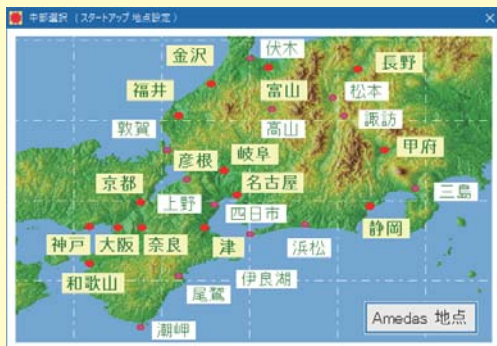 中部選択 （スタートアップ 地点設定）
伏木
金沢
長野
福井
富山
松本
敦賀
高山
諏訪
彦根
岐阜
甲府
京都
名古屋
三島
上野
四日市
静岡
神戸
大阪
奈良
津
浜松
和歌山
伊良湖
尾鷲
潮岬
Amedas 地点